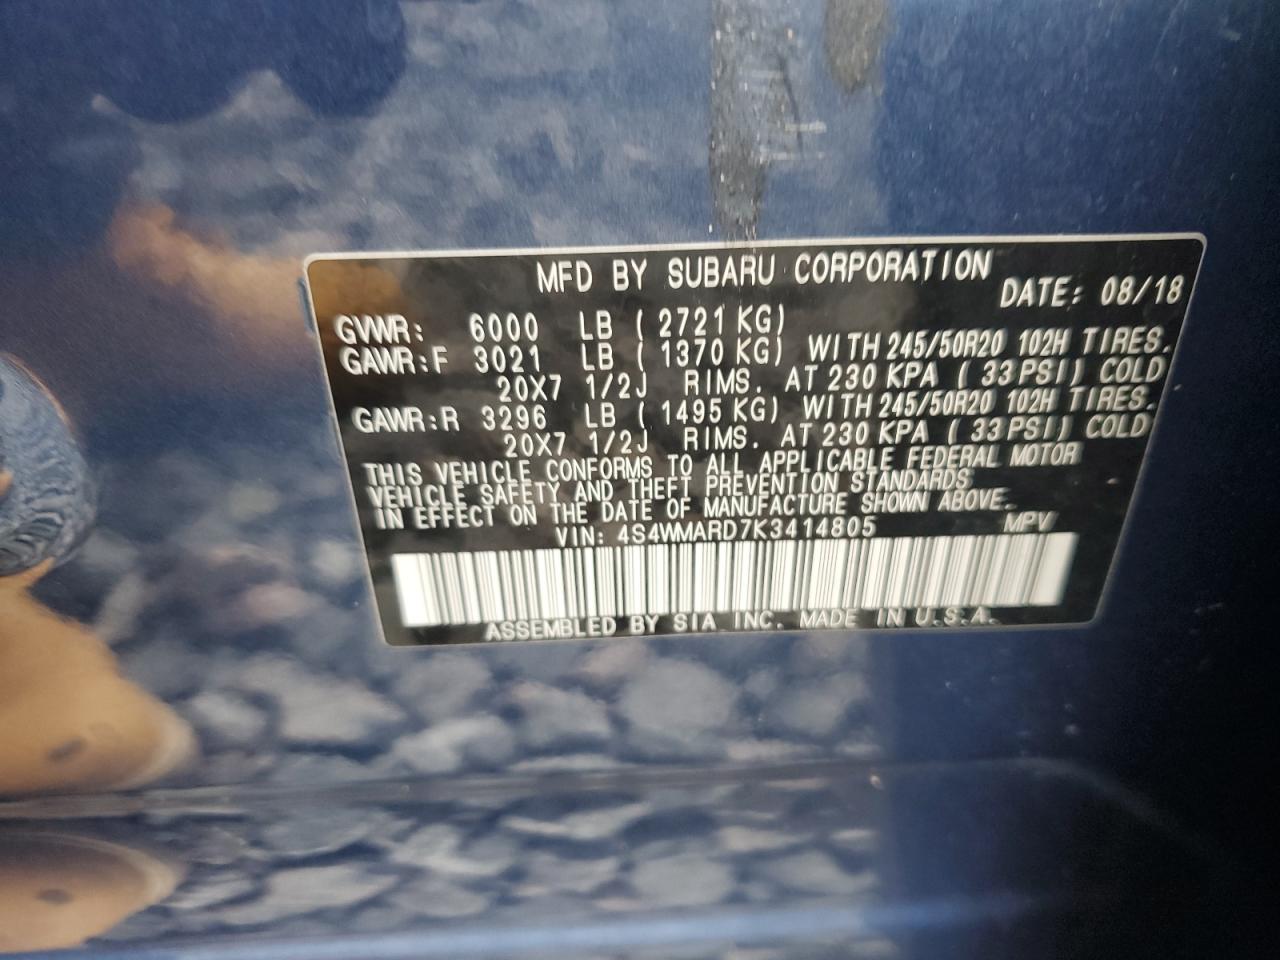 MFD BY SUBARU CORPORATION
DATE: 08/18
GVWR: 6000 LB ( 2721 KG)
GAWR:F 3021 LB ( 1370 KG) WITH 245/50R20 102H TIRES.
20X7 1/2J RIMS. AT 230 KPA ( 33 PSI) COLD
GAWR:R 3296 LB ( 1495 KG) WITH 245/50R20 102H TIRES.
20X7 1/2J RIMS. AT 230 KPA ( 33 PSI) COLD
THIS VEHICLE CONFORMS TO ALL APPLICABLE FEDERAL MOTOR
VEHICLE SAFETY AND THEFT PREVENTION STANDARDS
IN EFFECT ON THE DATE OF MANUFACTURE SHOWN ABOVE.
VIN: 4S4WMARD7K3414805 MPV
ASSEMBLED BY SIA INC. MADE IN U.S.A.